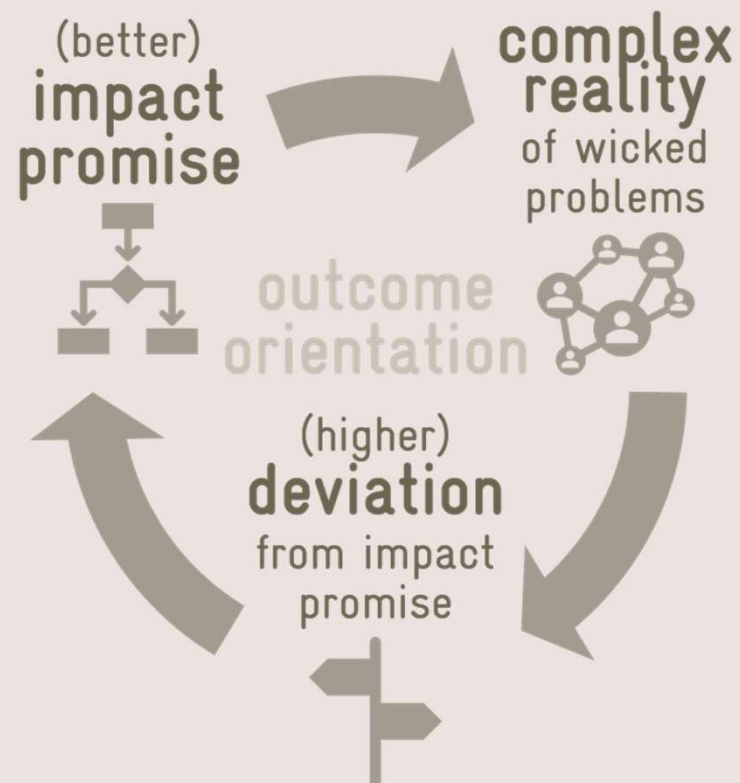 (better)
impact
promise
complex
reality
of wicked
problems
outcome
orientation
(higher)
deviation
from impact
promise